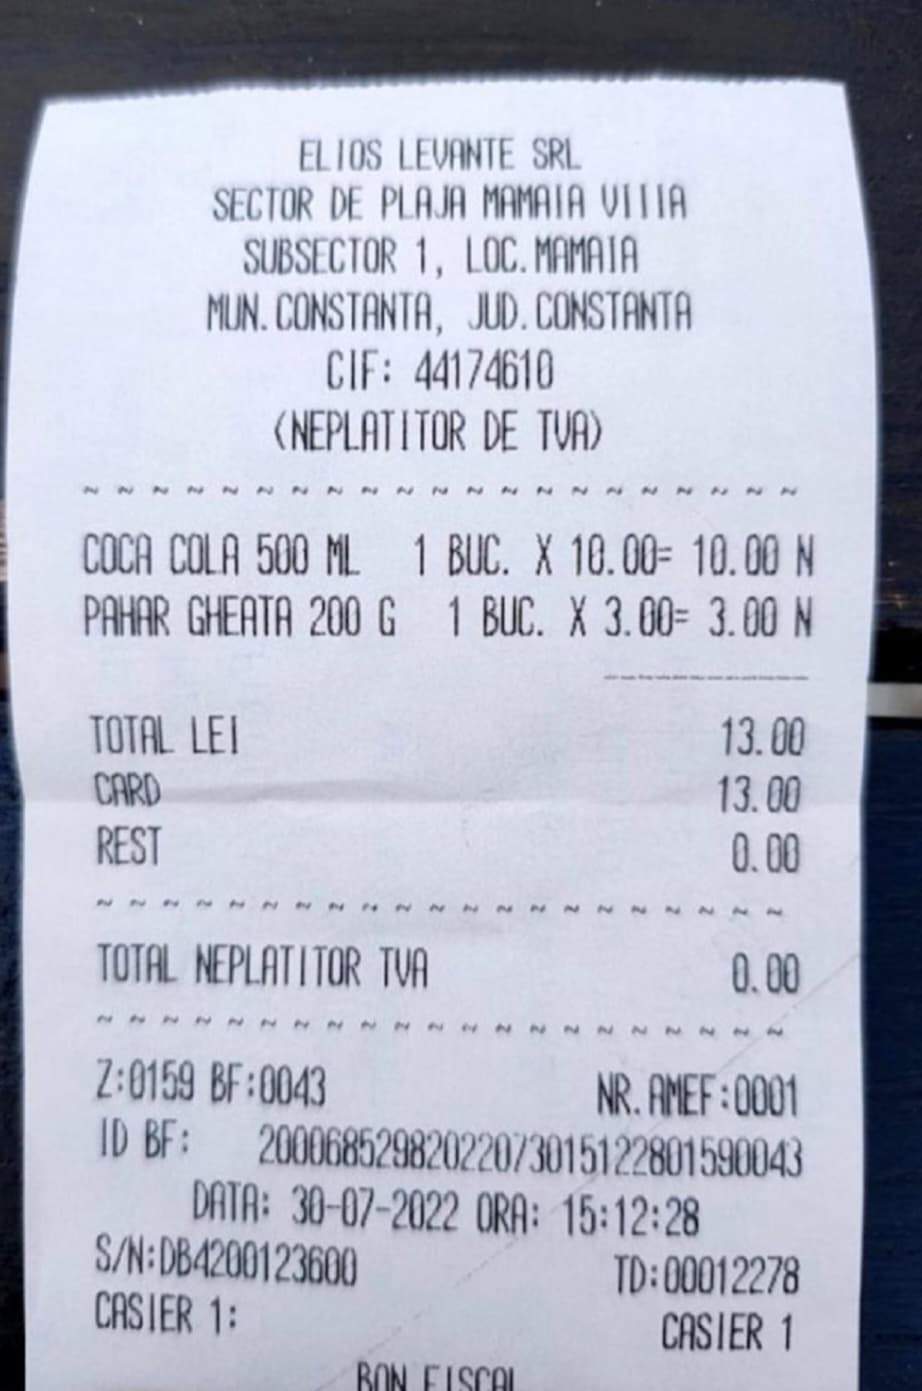 ELIOS LEVANTE SRL
SECTOR DE PLAJA MAMAIA VIIIA
SUBSECTOR 1, LOC.MAMAIA
MUN.CONSTANTA, JUD.CONSTANTA
CIF: 44174610
(NEPLATITOR DE TVA)
~ ~ ~ ~ ~ ~ ~ ~ ~ ~ ~ ~ ~ ~ ~ ~ ~ ~ ~ ~ ~
COCA COLA 500 ML 1 BUC. X 10.00= 10.00 N
PAHAR GHEATA 200 G 1 BUC. X 3.00= 3.00 N
TOTAL LEI 13.00
CARD 13.00
REST 0.00
~ ~ ~ ~ ~ ~ ~ ~ ~ ~ ~ ~ ~ ~ ~ ~ ~ ~ ~ ~ ~
TOTAL NEPLATITOR TVA 0.00
~ ~ ~ ~ ~ ~ ~ ~ ~ ~ ~ ~ ~ ~ ~ ~ ~ ~ ~ ~ ~
Z:0159 BF:0043 NR.AMEF:0001
ID BF: 2000685298202207301512280159​0043
DATA: 30-07-2022 ORA: 15:12:28
S/N:DB4200123600 TD:00012278
CASIER 1: CASIER 1
BON FISCAL